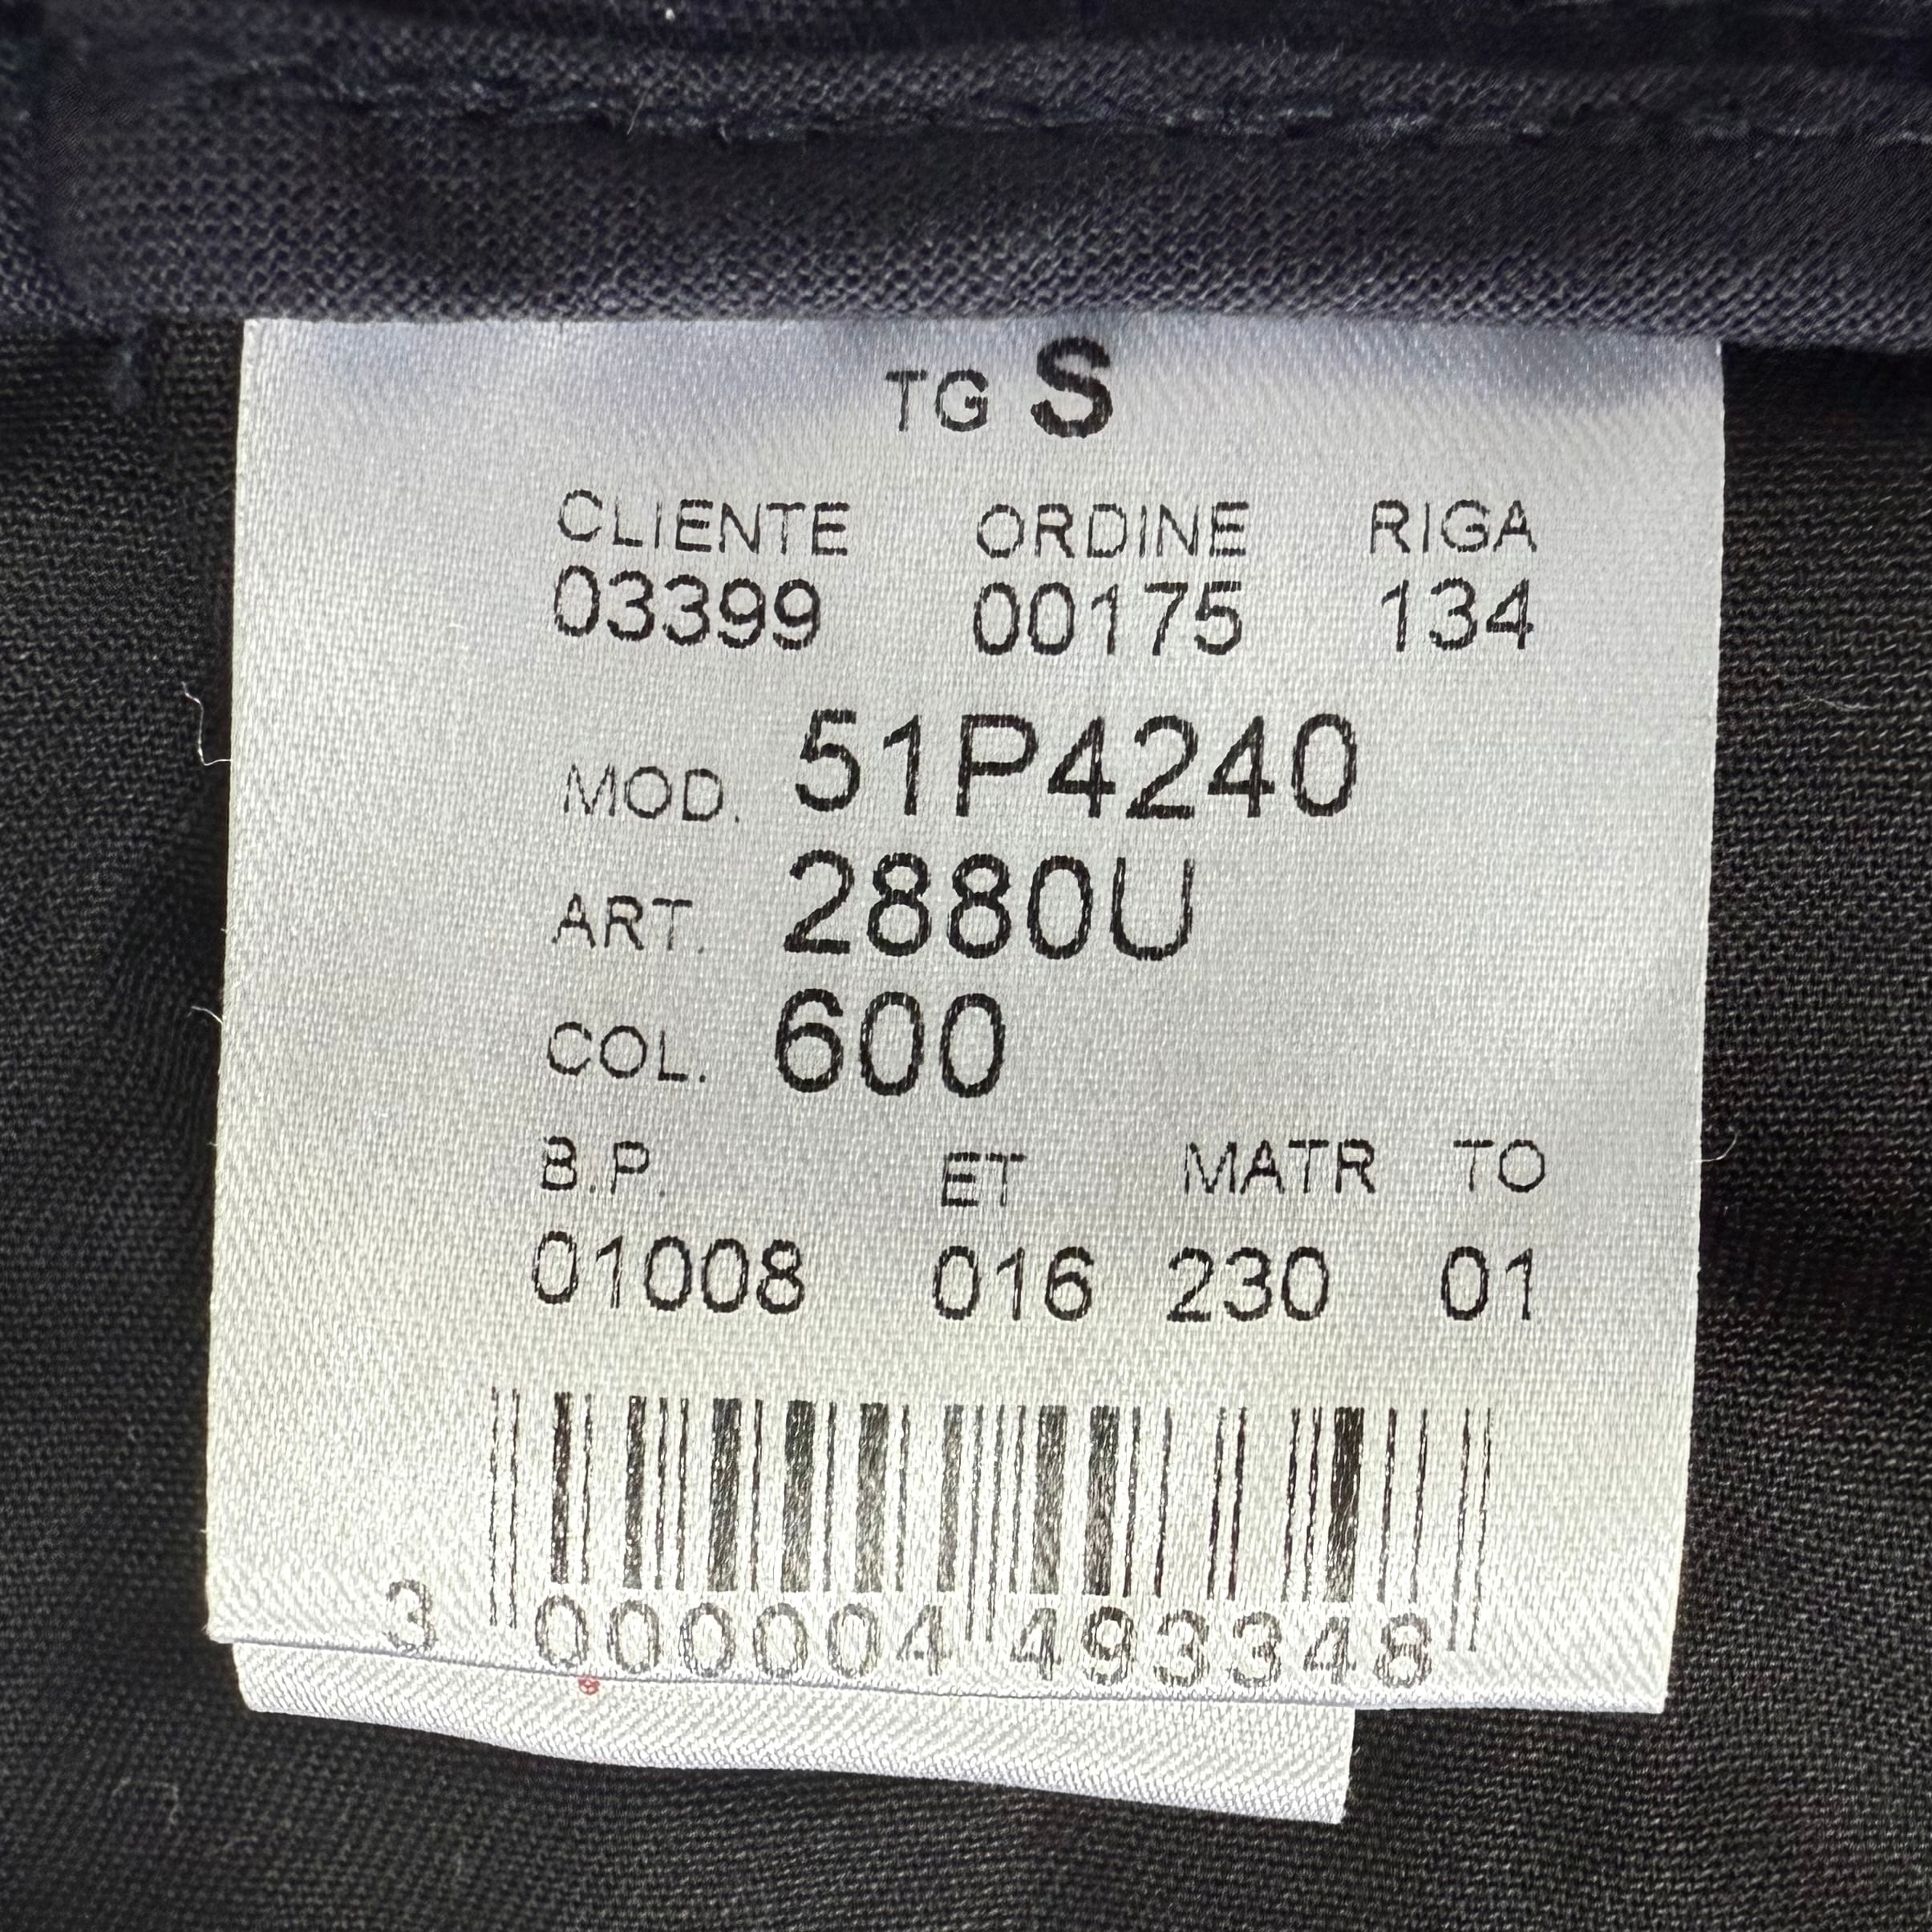 TG S
CLIENTE ORDINE RIGA
03399 00175 134
MOD. 51P4240
ART. 2880U
COL. 600
B.P. ET MATR TO
01008 016 230 01
3 000004 493348